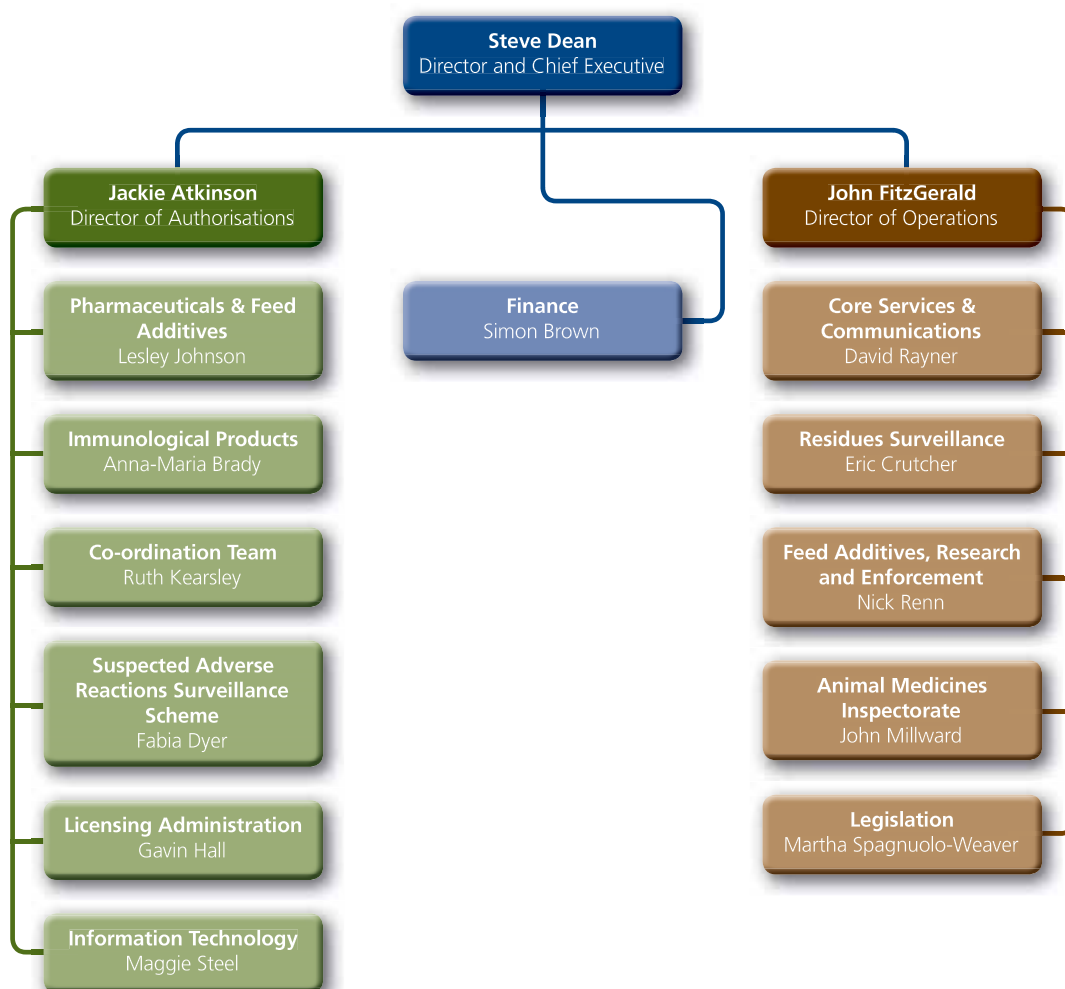 Steve Dean
Director and Chief Executive
Jackie Atkinson
Director of Authorisations
Pharmaceuticals & Feed
Additives
Lesley Johnson
Immunological Products
Anna-Maria Brady
Co-ordination Team
Ruth Kearsley
Suspected Adverse
Reactions Surveillance
Scheme
Fabia Dyer
Licensing Administration
Gavin Hall
Information Technology
Maggie Steel
Finance
Simon Brown
John FitzGerald
Director of Operations
Core Services &
Communications
David Rayner
Residues Surveillance
Eric Crutcher
Feed Additives, Research
and Enforcement
Nick Renn
Animal Medicines
Inspectorate
John Millward
Legislation
Martha Spagnuolo-Weaver